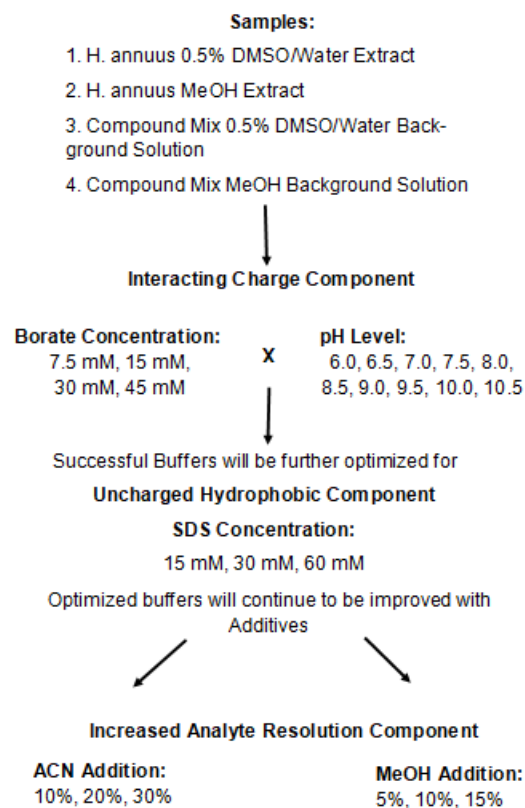 Samples:
1. H. annuus 0.5% DMSO/Water Extract
2. H. annuus MeOH Extract
3. Compound Mix 0.5% DMSO/Water Back-
ground Solution
4. Compound Mix MeOH Background Solution
Interacting Charge Component
Borate Concentration:
7.5 mM, 15 mM,
30 mM, 45 mM
X
pH Level:
6.0, 6.5, 7.0, 7.5, 8.0,
8.5, 9.0, 9.5, 10.0, 10.5
Successful Buffers will be further optimized for
Uncharged Hydrophobic Component
SDS Concentration:
15 mM, 30 mM, 60 mM
Optimized buffers will continue to be improved with
Additives
Increased Analyte Resolution Component
ACN Addition:
10%, 20%, 30%
MeOH Addition:
5%, 10%, 15%